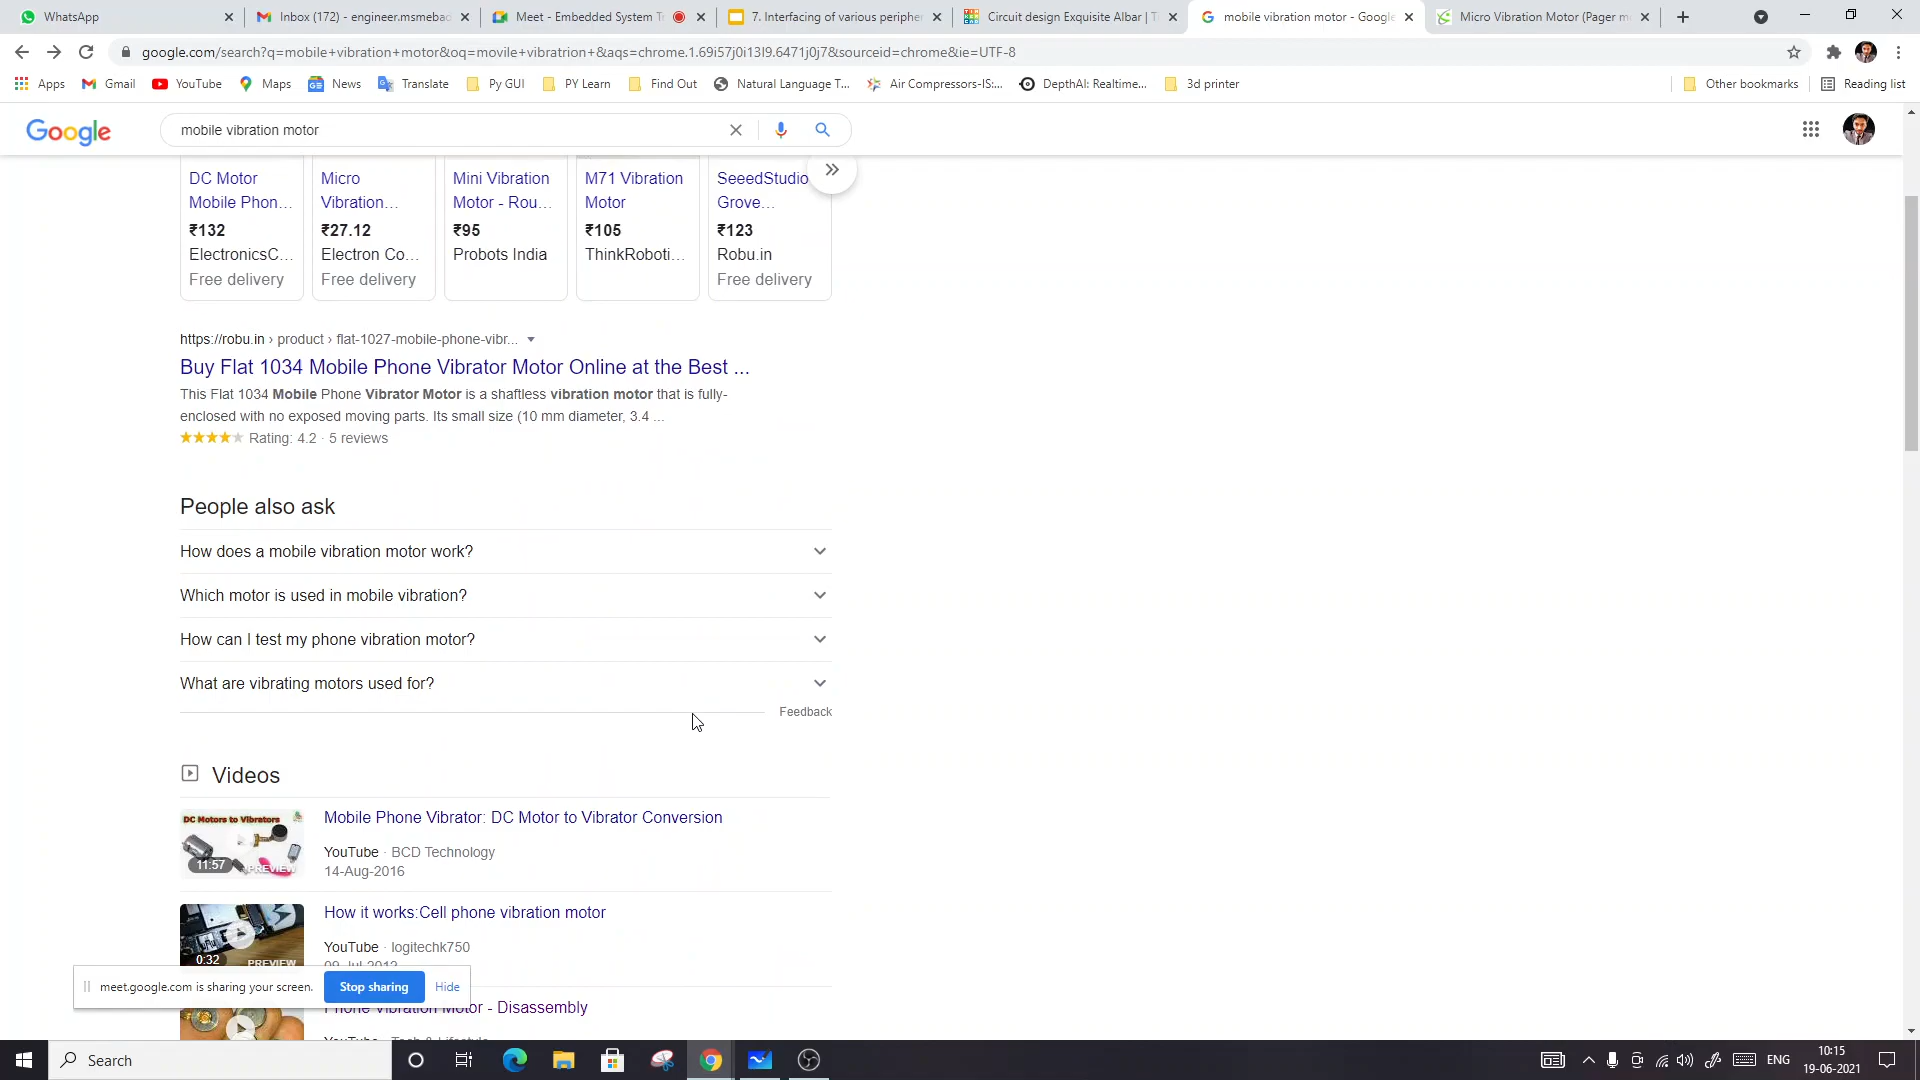 WhatsApp
Inbox (172) - engineer.msmebac
Meet - Embedded System T
7. Interfacing of various periphe
Circuit design Exquisite Albar | T
mobile vibration motor - Google
Micro Vibration Motor (Pager m
google.com/search?q=mobile+vibration+motor&oq=movile+vibratrion+&aqs=chrome.1.69i57j0i13l9.6471j0j7&sourceid=chrome&ie=UTF-8
Apps Gmail YouTube Maps News Translate Py GUI PY Learn Find Out Natural Language T... Air Compressors-IS:... DepthAI: Realtime... 3d printer Other bookmarks Reading list
Google
mobile vibration motor
DC Motor
Mobile Phon...
₹132
ElectronicsC...
Free delivery
Micro
Vibration...
₹27.12
Electron Co...
Free delivery
Mini Vibration
Motor - Rou...
₹95
Probots India
M71 Vibration
Motor
₹105
ThinkRoboti...
SeeedStudio
Grove...
₹123
Robu.in
Free delivery
https://robu.in › product › flat-1027-mobile-phone-vibr...
Buy Flat 1034 Mobile Phone Vibrator Motor Online at the Best ...
This Flat 1034 Mobile Phone Vibrator Motor is a shaftless vibration motor that is fully-
enclosed with no exposed moving parts. Its small size (10 mm diameter, 3.4 ...
Rating: 4.2 · 5 reviews
People also ask
How does a mobile vibration motor work?
Which motor is used in mobile vibration?
How can I test my phone vibration motor?
What are vibrating motors used for?
Feedback
Videos
DC Motors to Vibrators
11:57
PREVIEW
Mobile Phone Vibrator: DC Motor to Vibrator Conversion
YouTube · BCD Technology
14-Aug-2016
0:32
PREVIEW
How it works:Cell phone vibration motor
YouTube · logitechk750
meet.google.com is sharing your screen.
Stop sharing
Hide
Phone Vibration Motor - Disassembly
Search
ENG
10:15
19-06-2021